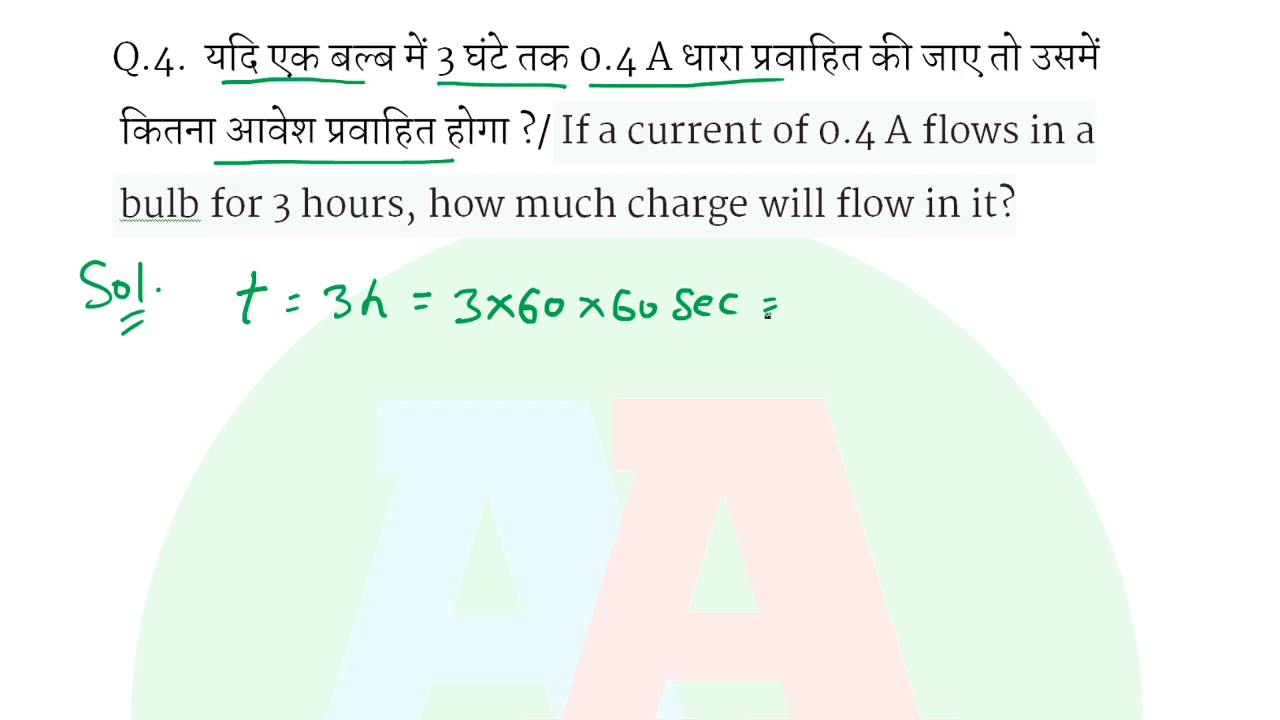 Q.4. यदि एक बल्ब में 3 घंटे तक 0.4 A धारा प्रवाहित की जाए तो उसमें
कितना आवेश प्रवाहित होगा ?/ If a current of 0.4 A flows in a
bulb for 3 hours, how much charge will flow in it?
Sol. t = 3h = 3×60×60 sec =
AA